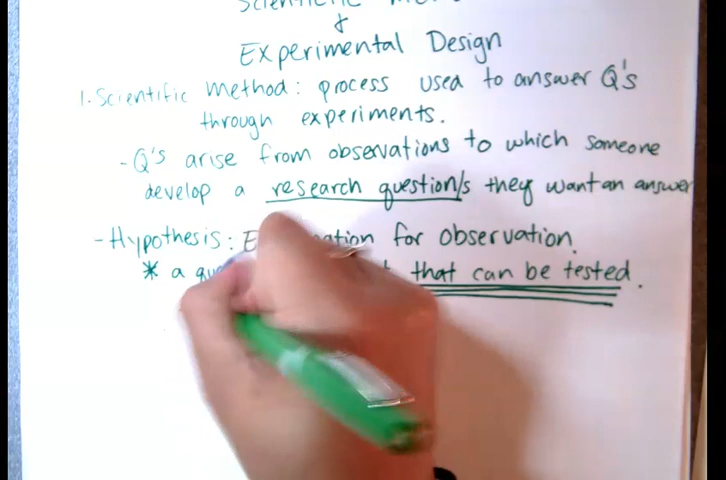 Scientific
&
Experimental Design
1. Scientific Method: process used to answer Q's
through experiments.
- Q's arise from observations to which someone
develop a research question/s they want an answer
- Hypothesis: for observation.
* a that can be tested.